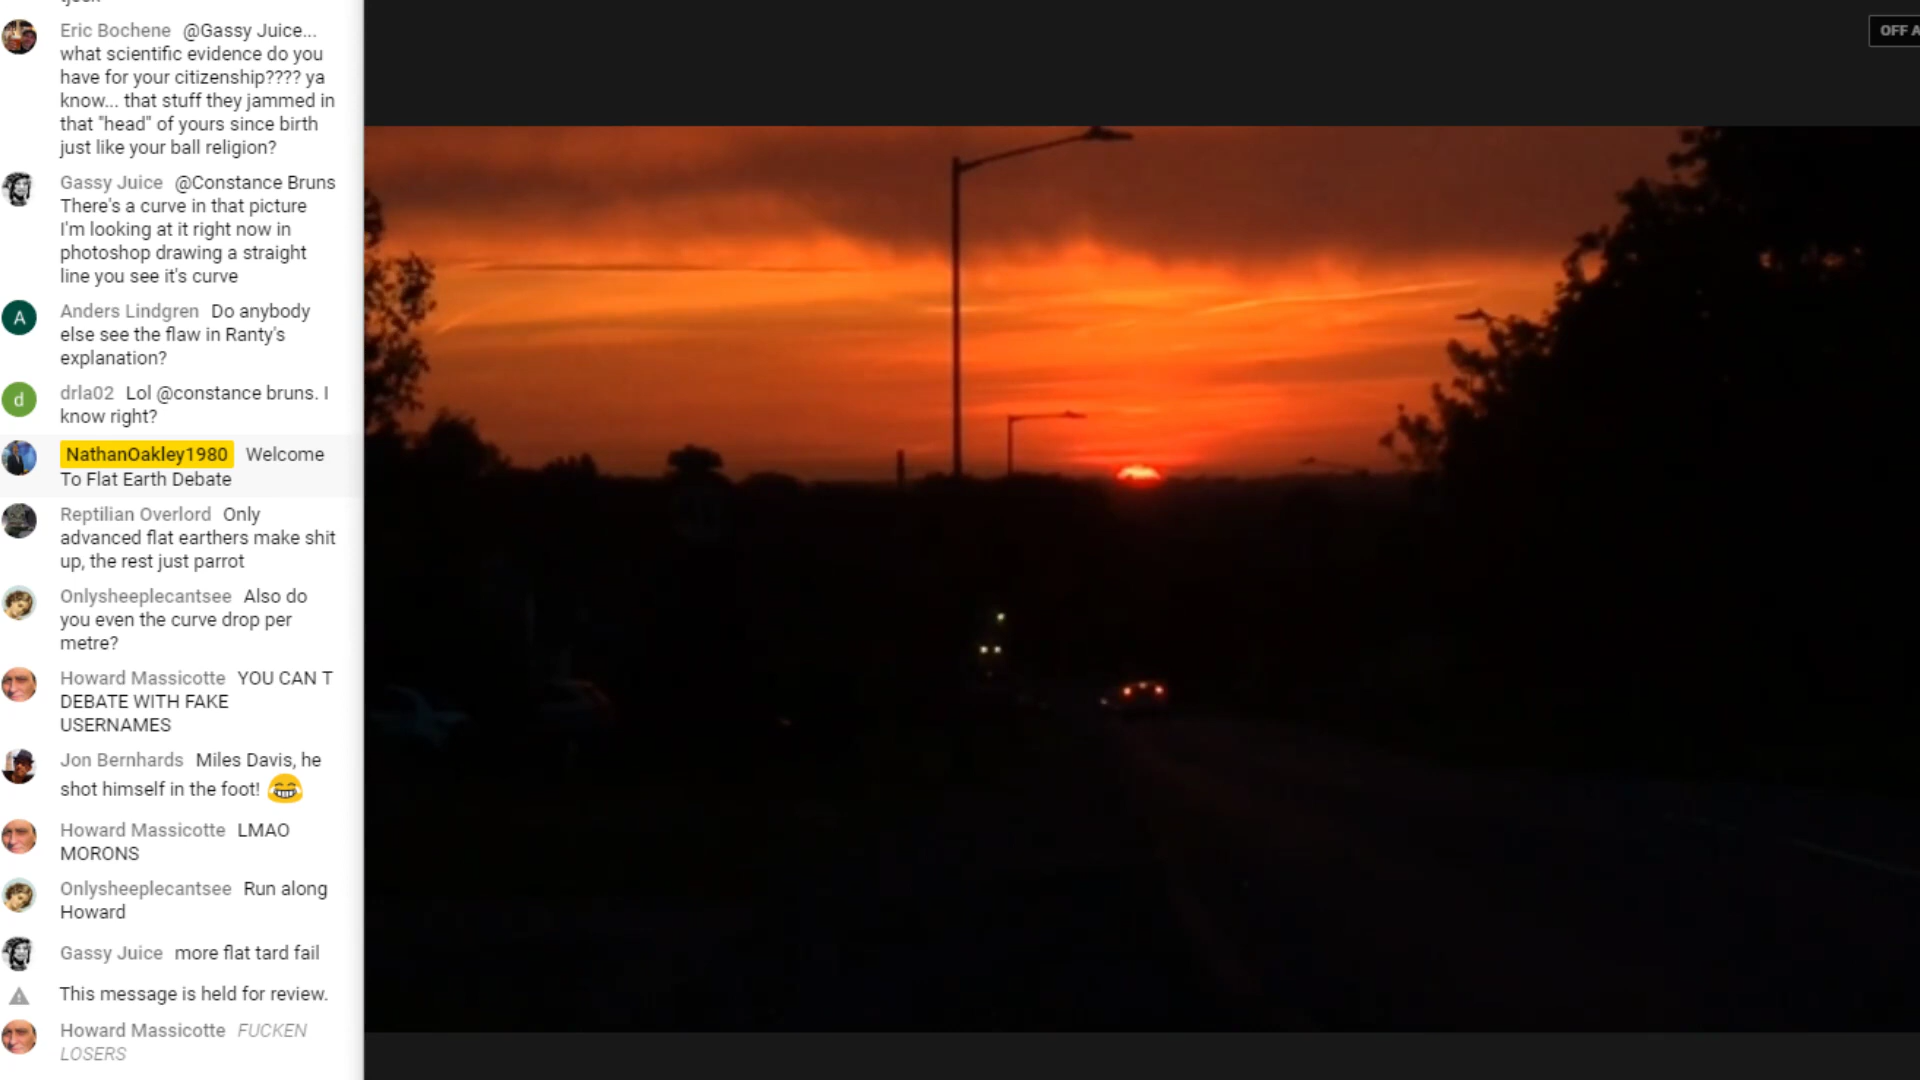 Eric Bochene @Gassy Juice...
what scientific evidence do you
have for your citizenship???? ya
know... that stuff they jammed in
that "head" of yours since birth
just like your ball religion?
Gassy Juice @Constance Bruns
There's a curve in that picture
I'm looking at it right now in
photoshop drawing a straight
line you see it's curve
A
Anders Lindgren Do anybody
else see the flaw in Ranty's
explanation?
d
drla02 Lol @constance bruns. I
know right?
NathanOakley1980 Welcome
To Flat Earth Debate
Reptilian Overlord Only
advanced flat earthers make shit
up, the rest just parrot
Onlysheeplecantsee Also do
you even the curve drop per
metre?
Howard Massicotte YOU CAN T
DEBATE WITH FAKE
USERNAMES
Jon Bernhards Miles Davis, he
shot himself in the foot! 😂
Howard Massicotte LMAO
MORONS
Onlysheeplecantsee Run along
Howard
Gassy Juice more flat tard fail
This message is held for review.
Howard Massicotte FUCKEN
LOSERS
OFF A